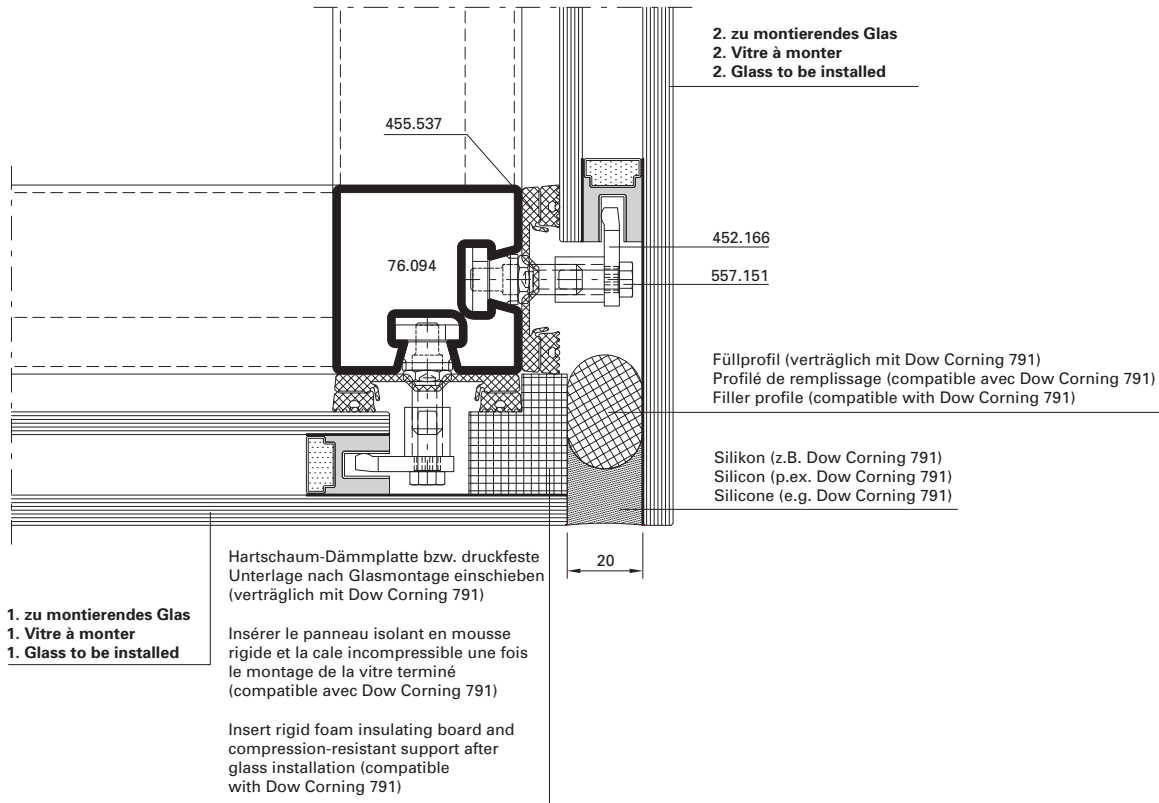 2. zu montierendes Glas
2. Vitre à monter
2. Glass to be installed
455.537
76.094
452.166
557.151
Füllprofil (verträglich mit Dow Corning 791)
Profilé de remplissage (compatible avec Dow Corning 791)
Filler profile (compatible with Dow Corning 791)
Silikon (z.B. Dow Corning 791)
Silicon (p.ex. Dow Corning 791)
Silicone (e.g. Dow Corning 791)
20
1. zu montierendes Glas
1. Vitre à monter
1. Glass to be installed
Hartschaum-Dämmplatte bzw. druckfeste
Unterlage nach Glasmontage einschieben
(verträglich mit Dow Corning 791)
Insérer le panneau isolant en mousse
rigide et la cale incompressible une fois
le montage de la vitre terminé
(compatible avec Dow Corning 791)
Insert rigid foam insulating board and
compression-resistant support after
glass installation (compatible
with Dow Corning 791)